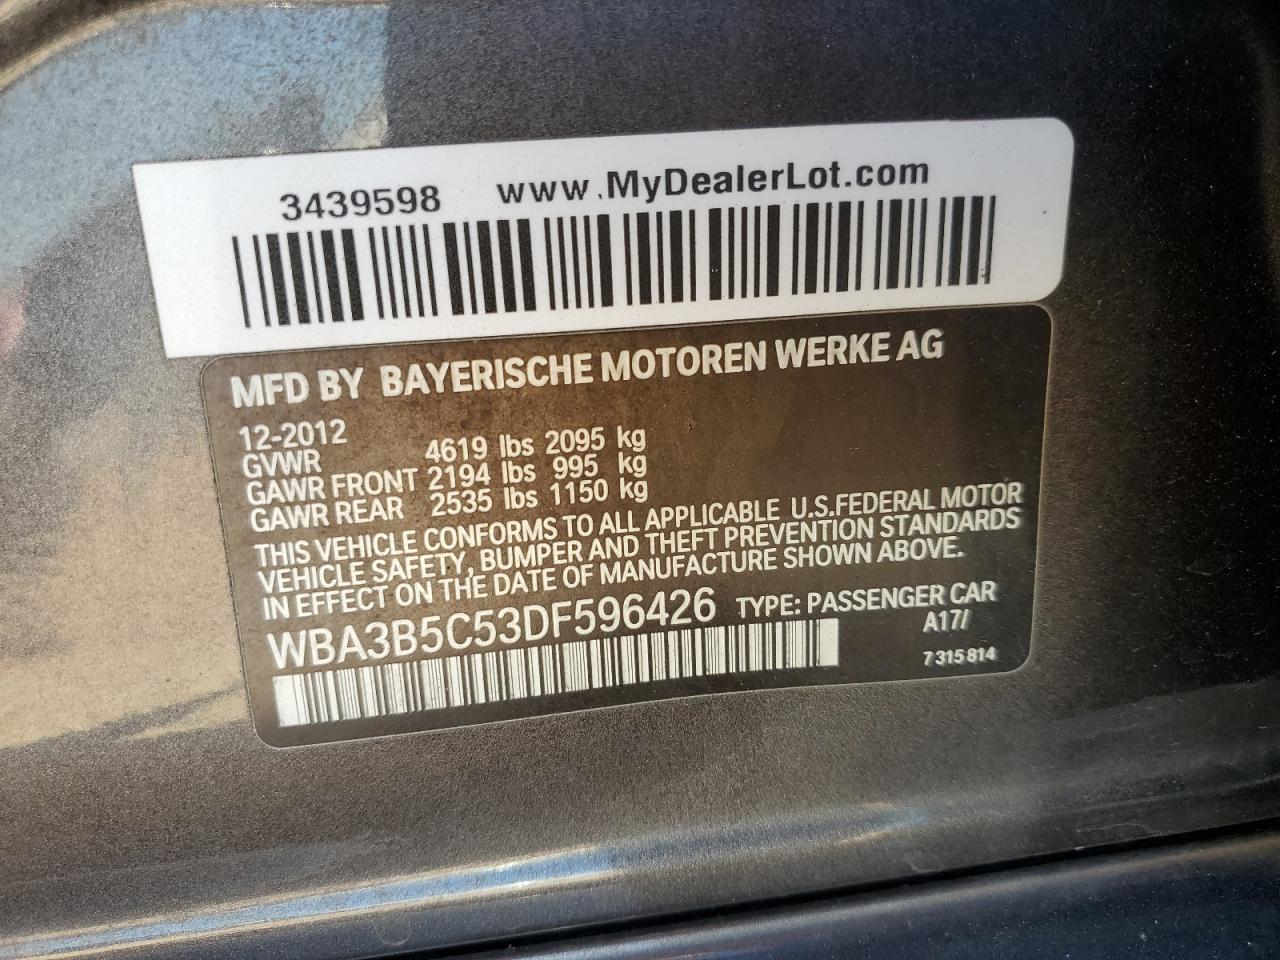 3439598 www.MyDealerLot.com
MFD BY BAYERISCHE MOTOREN WERKE AG
12-2012
GVWR 4619 lbs 2095 kg
GAWR FRONT 2194 lbs 995 kg
GAWR REAR 2535 lbs 1150 kg
THIS VEHICLE CONFORMS TO ALL APPLICABLE U.S.FEDERAL MOTOR
VEHICLE SAFETY, BUMPER AND THEFT PREVENTION STANDARDS
IN EFFECT ON THE DATE OF MANUFACTURE SHOWN ABOVE.
WBA3B5C53DF596426 TYPE: PASSENGER CAR
A17/
7 315 814